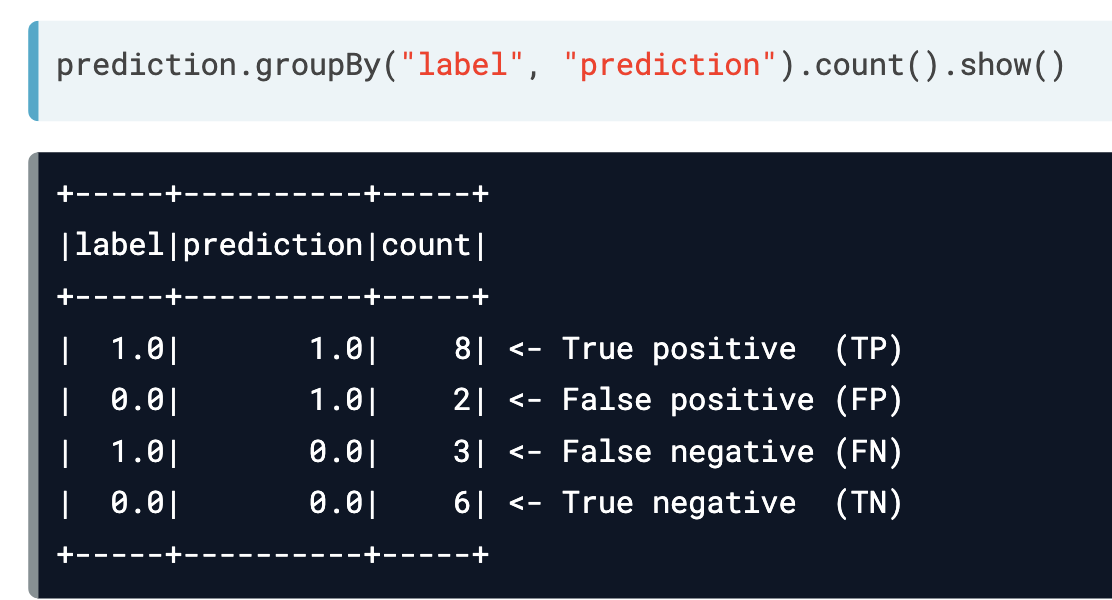 prediction.groupBy("label", "prediction").count().show()
+-----+----------+-----+
|label|prediction|count|
+-----+----------+-----+
|  1.0|       1.0|    8| <- True positive  (TP)
|  0.0|       1.0|    2| <- False positive (FP)
|  1.0|       0.0|    3| <- False negative (FN)
|  0.0|       0.0|    6| <- True negative  (TN)
+-----+----------+-----+